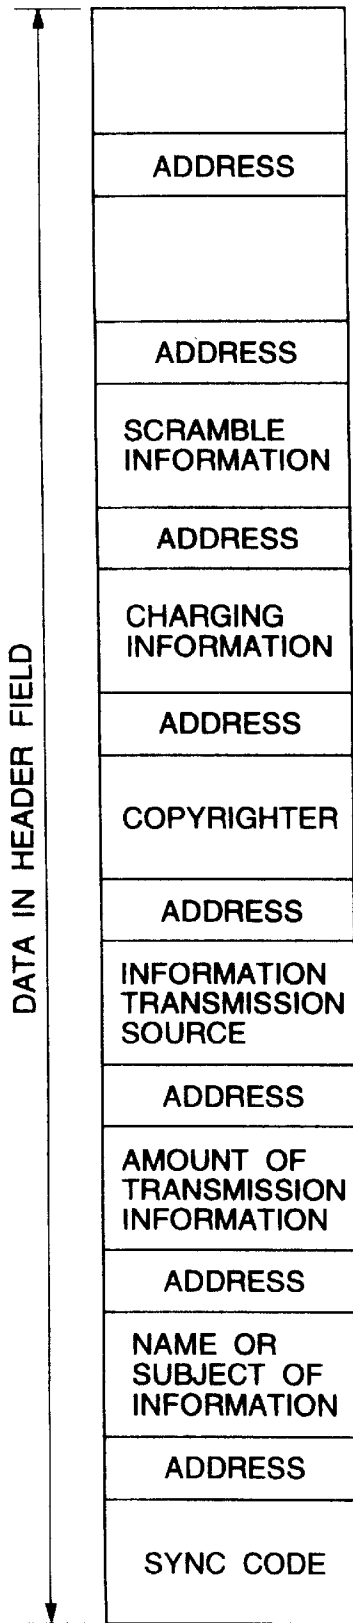 ADDRESS
ADDRESS
SCRAMBLE
INFORMATION
ADDRESS
CHARGING
INFORMATION
ADDRESS
COPYRIGHTER
ADDRESS
INFORMATION
TRANSMISSION
SOURCE
ADDRESS
AMOUNT OF
TRANSMISSION
INFORMATION
ADDRESS
NAME OR
SUBJECT OF
INFORMATION
ADDRESS
SYNC CODE
DATA IN HEADER FIELD